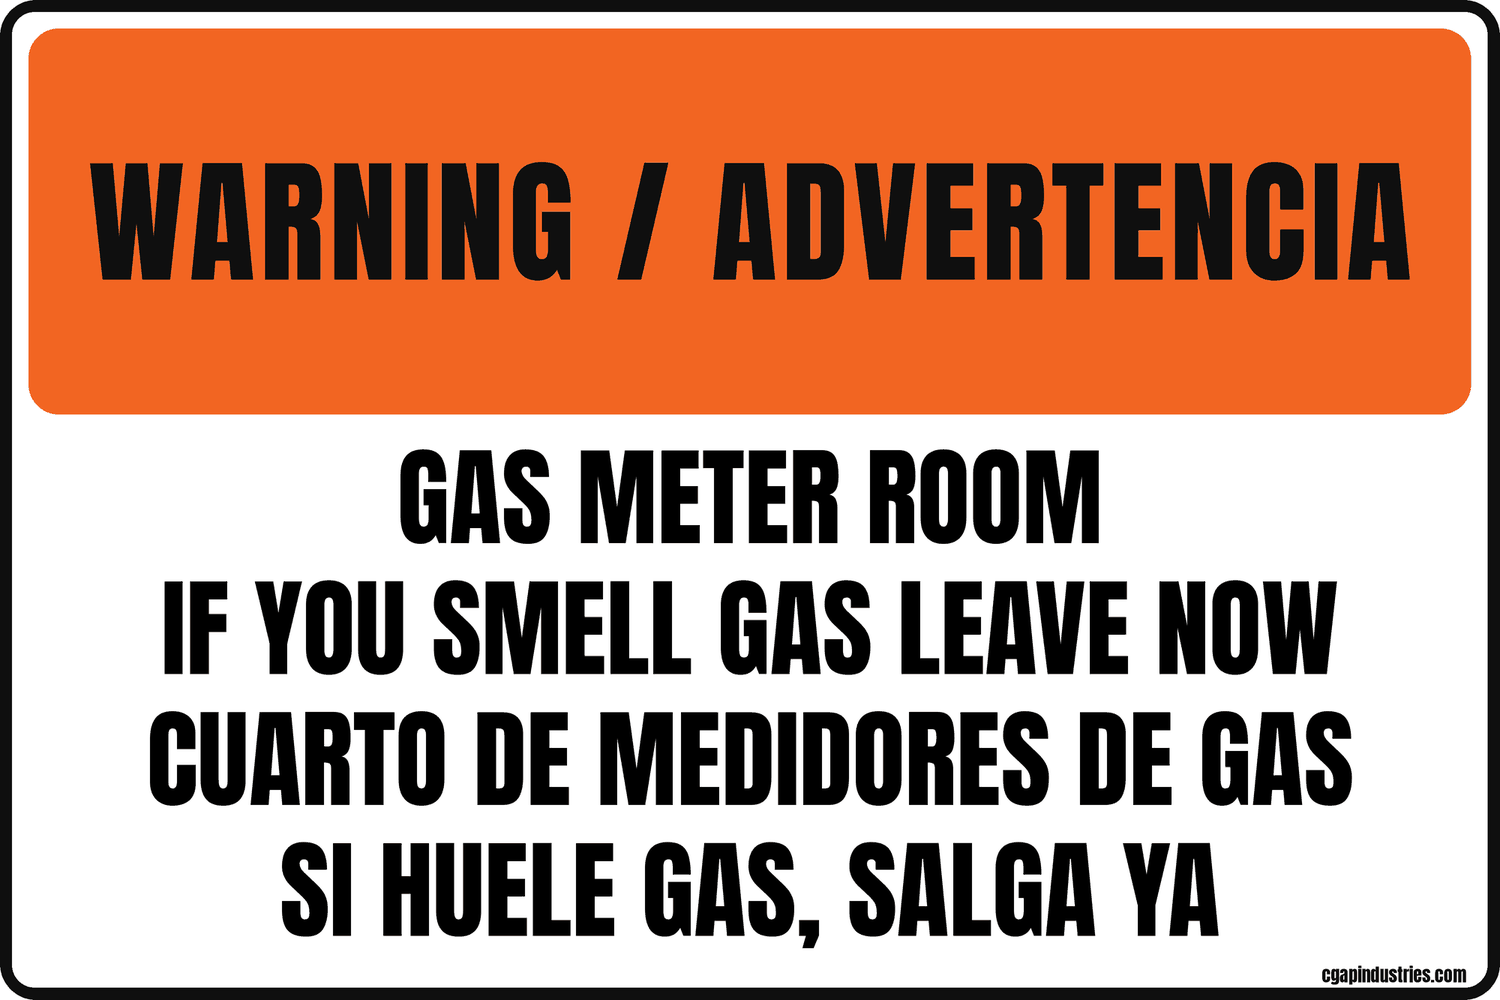 WARNING / ADVERTENCIA
GAS METER ROOM
IF YOU SMELL GAS LEAVE NOW
CUARTO DE MEDIDORES DE GAS
SI HUELE GAS, SALGA YA
cgapindustries.com